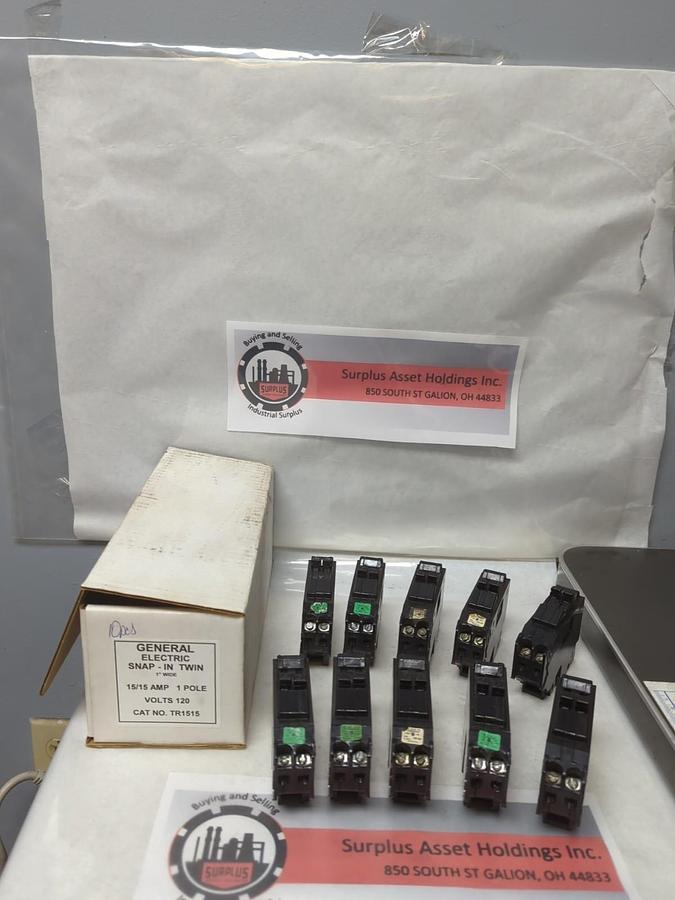 Buying and Selling
SURPLUS
Industrial Surplus
Surplus Asset Holdings Inc.
850 SOUTH ST GALION, OH 44833
10pcs
GENERAL
ELECTRIC
SNAP - IN TWIN
1" WIDE
15/15 AMP 1 POLE
VOLTS 120
CAT NO. TR1515
Buying and Selling
SURPLUS
Surplus Asset Holdings Inc.
850 SOUTH ST GALION, OH 44833